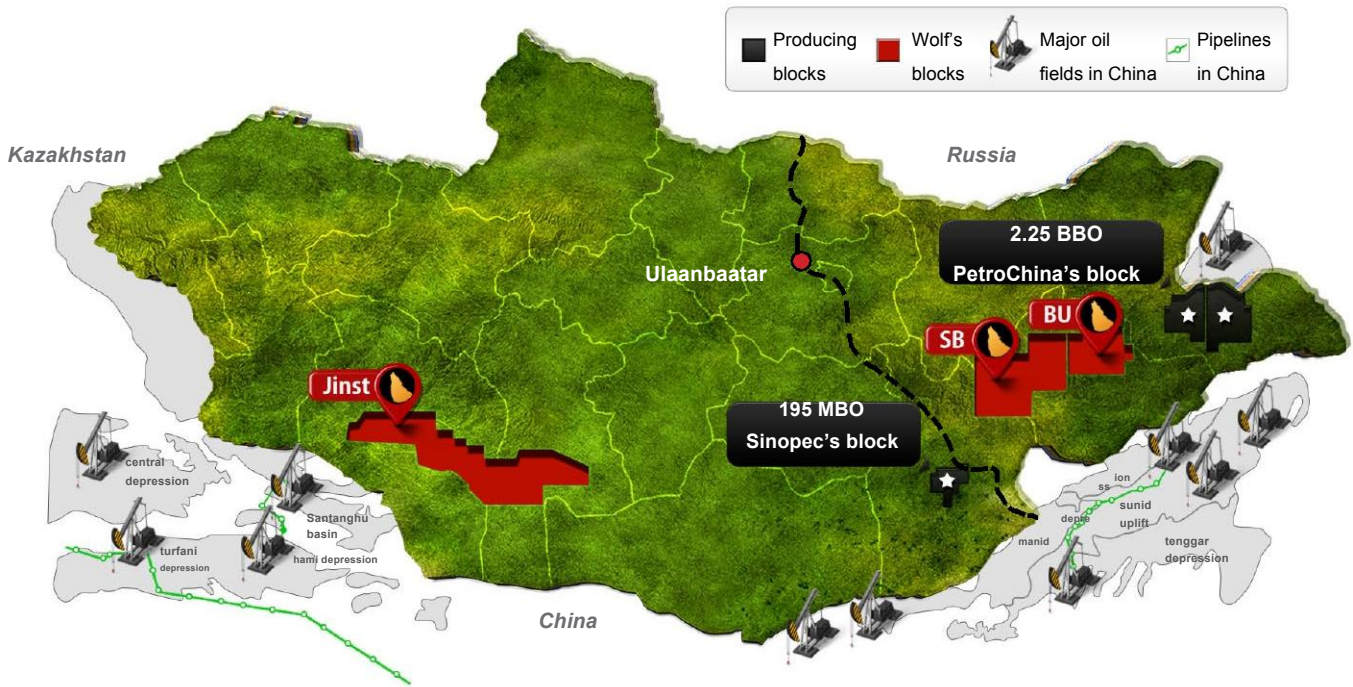 Producing
blocks
Wolf's
blocks
Major oil
fields in China
Pipelines
in China
Kazakhstan
Russia
2.25 BBO
PetroChina's block
Ulaanbaatar
BU
SB
Jinst
195 MBO
Sinopec's block
central
depression
Santanghu
basin
turfani
depression
hami depression
ion
ss
depre
manid
sunid
uplift
tenggar
depression
China